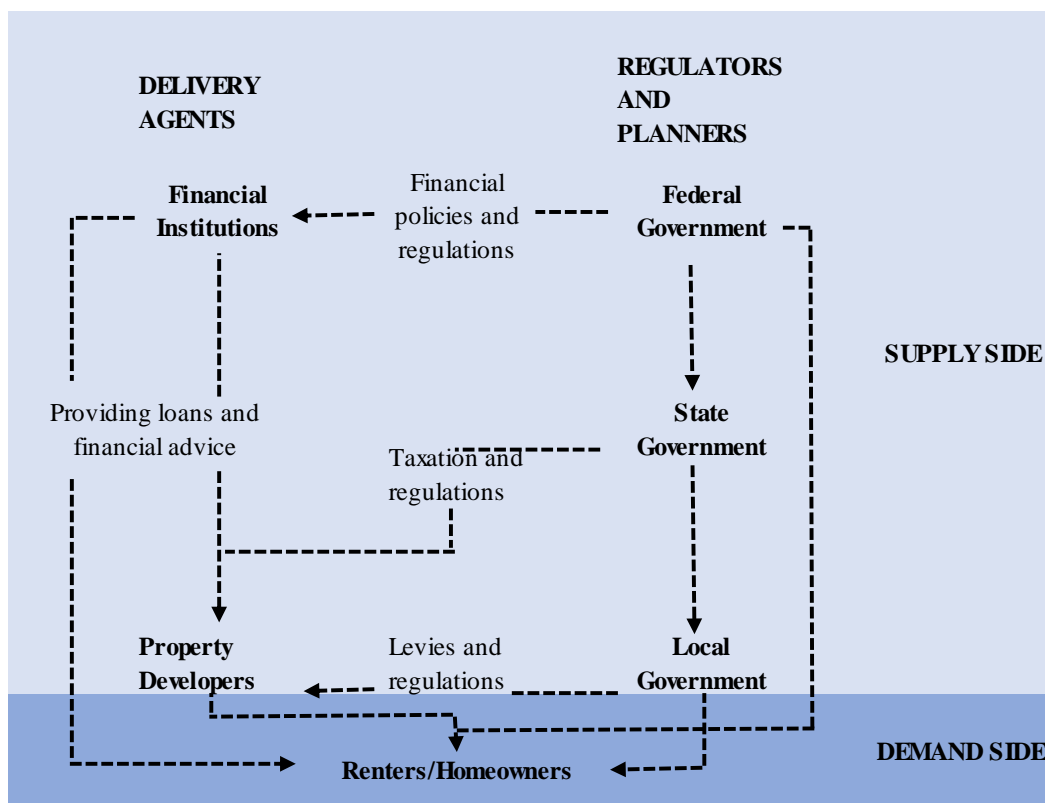 DELIVERY
AGENTS
REGULATORS
AND
PLANNERS
Financial
Institutions
Financial
policies and
regulations
Federal
Government
SUPPLY SIDE
Providing loans and
financial advice
State
Government
Taxation and
regulations
Property
Developers
Levies and
regulations
Local
Government
DEMAND SIDE
Renters/Homeowners